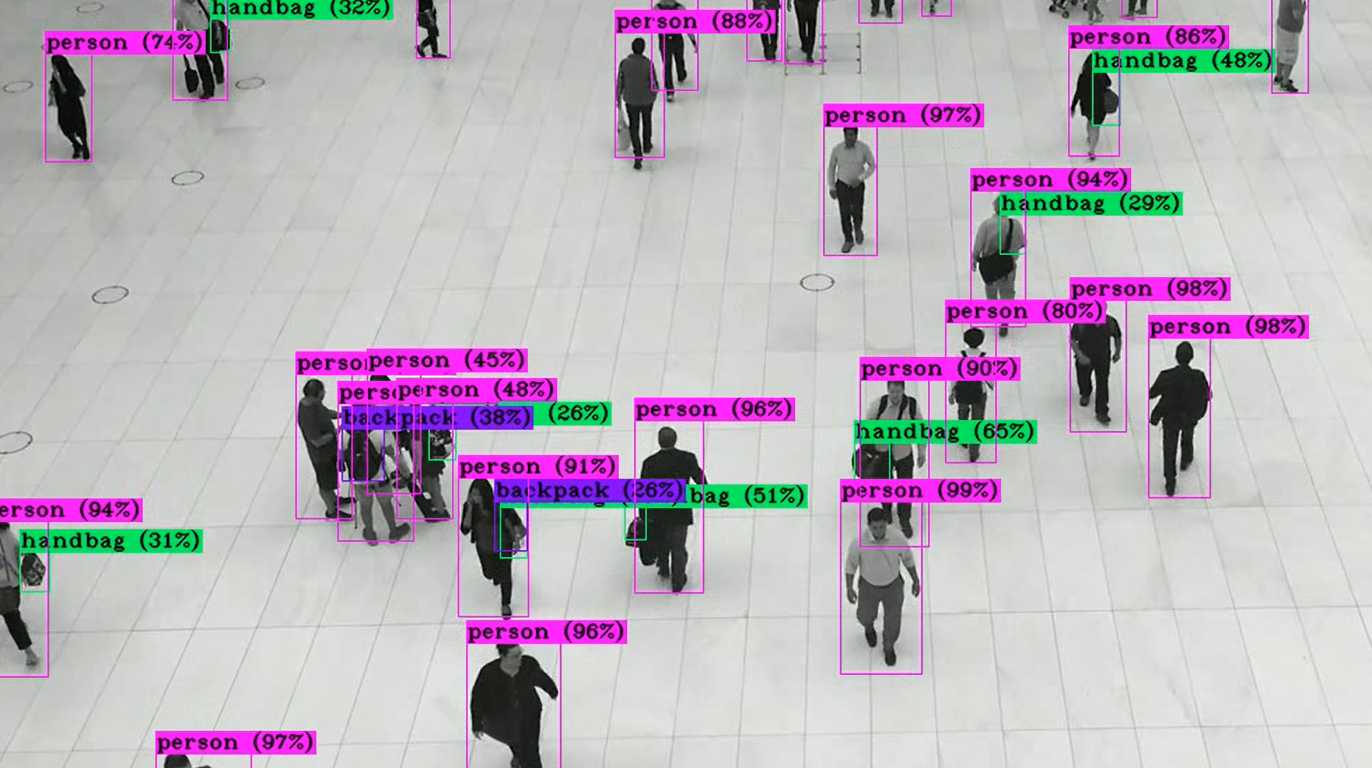 handbag (32%)
person (74%)
person (88%)
person (86%)
handbag (48%)
person (97%)
person (94%)
handbag (29%)
person (98%)
person (80%)
person (98%)
perso
person (45%)
person (90%)
pers
person (48%)
backpack (38%)
(26%)
person (96%)
handbag (65%)
person (91%)
backpack (26%)
bag (51%)
person (99%)
erson (94%)
handbag (31%)
person (96%)
person (97%)